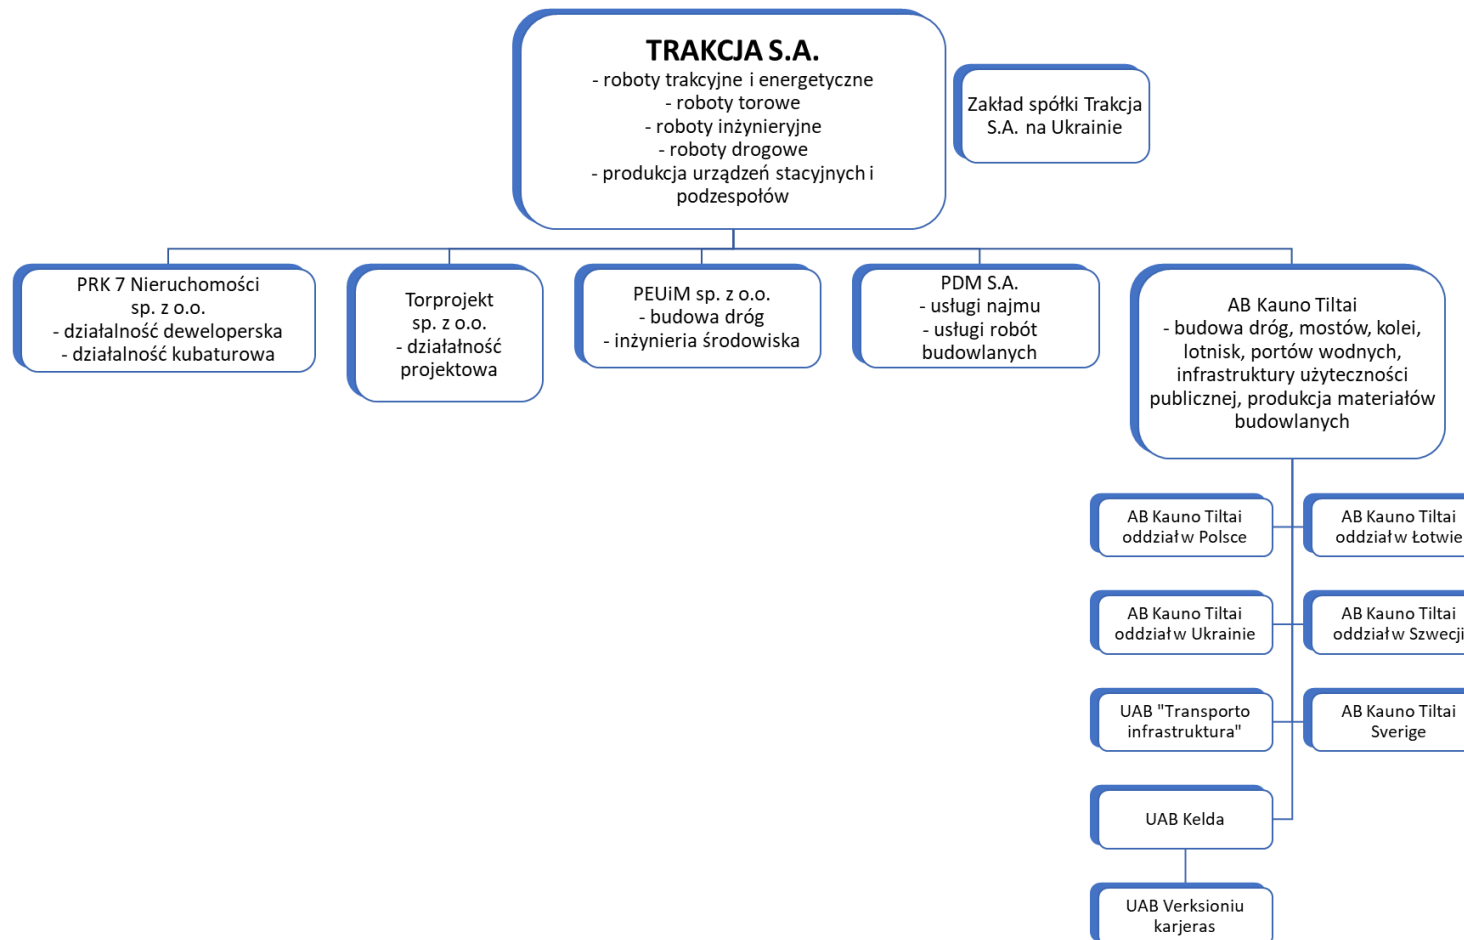 TRAKCJA S.A.
- roboty trakcyjne i energetyczne
- roboty torowe
- roboty inżynieryjne
- roboty drogowe
- produkcja urządzeń stacyjnych i
podzespołów
Zakład spółki Trakcja
S.A. na Ukrainie
PRK 7 Nieruchomości
sp. z o.o.
- działalność deweloperska
- działalność kubaturowa
Torprojekt
sp. z o.o.
- działałność
projektowa
PEUiM sp. z o.o.
- budowa dróg
- inżynieria środowiska
PDM S.A.
- usługi najmu
- usługi robót
budowlanych
AB Kauno Tiltai
- budowa dróg, mostów, kolei,
lotnisk, portów wodnych,
infrastruktury użyteczności
publicznej, produkcja materiałów
budowlanych
AB Kauno Tiltai
oddział w Polsce
AB Kauno Tiltai
oddział w Łotwie
AB Kauno Tiltai
oddział w Ukrainie
AB Kauno Tiltai
oddział w Szwecji
UAB "Transporto
infrastruktura"
AB Kauno Tiltai
Sverige
UAB Kelda
UAB Verksioniu
karjeras